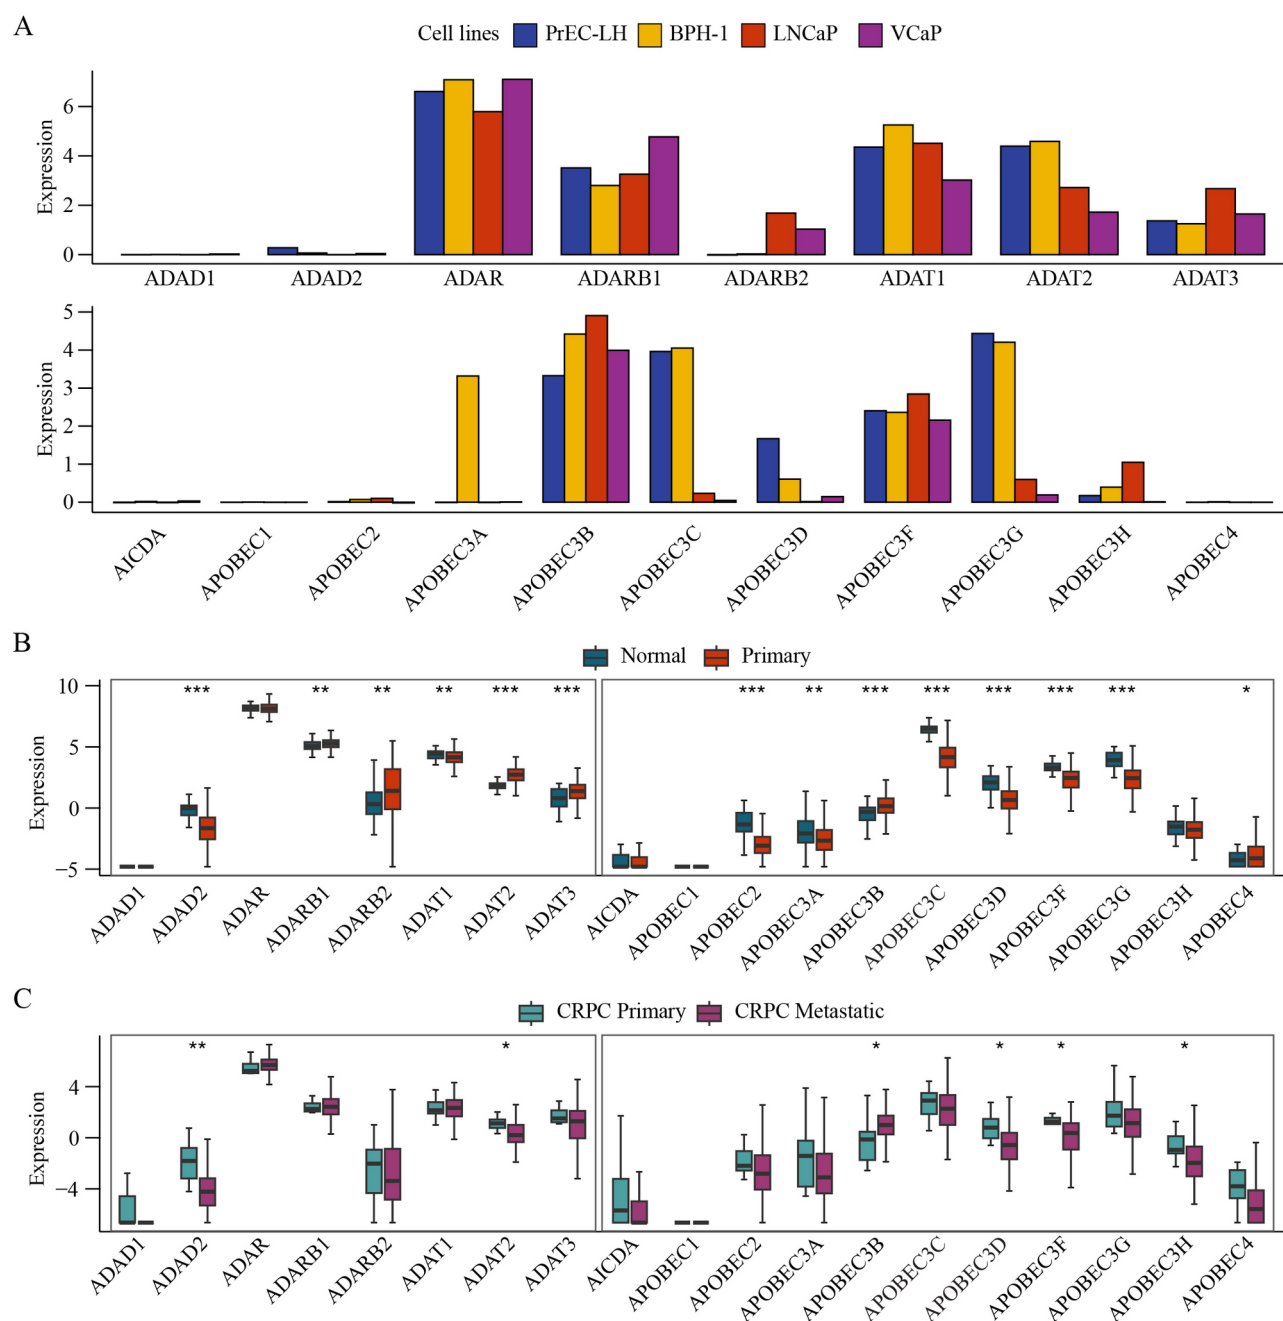 A
Cell lines PrEC-LH BPH-1 LNCaP VCaP
Expression
6
4
2
0
ADAD1 ADAD2 ADAR ADARB1 ADARB2 ADAT1 ADAT2 ADAT3
Expression
5
4
3
2
1
0
AICDA APOBEC1 APOBEC2 APOBEC3A APOBEC3B APOBEC3C APOBEC3D APOBEC3F APOBEC3G APOBEC3H APOBEC4
B
Normal Primary
Expression
10
5
0
−5
*** ** ** ** *** *** *** ** *** *** *** *** *** *
ADAD1 ADAD2 ADAR ADARB1 ADARB2 ADAT1 ADAT2 ADAT3 AICDA APOBEC1 APOBEC2 APOBEC3A APOBEC3B APOBEC3C APOBEC3D APOBEC3F APOBEC3G APOBEC3H APOBEC4
C
CRPC Primary CRPC Metastatic
Expression
4
0
−4
** * * * * *
ADAD1 ADAD2 ADAR ADARB1 ADARB2 ADAT1 ADAT2 ADAT3 AICDA APOBEC1 APOBEC2 APOBEC3A APOBEC3B APOBEC3C APOBEC3D APOBEC3F APOBEC3G APOBEC3H APOBEC4